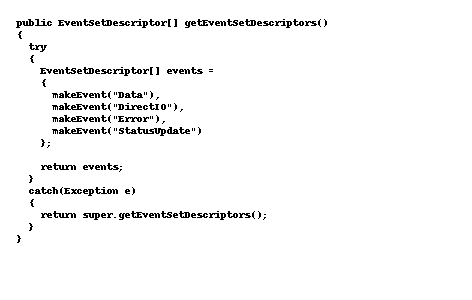 public EventSetDescriptor[] getEventSetDescriptors()
{
  try
  {
    EventSetDescriptor[] events =
    {
      makeEvent("Data"),
      makeEvent("DirectIO"),
      makeEvent("Error"),
      makeEvent("StatusUpdate")
    };

    return events;
  }
  catch(Exception e)
  {
    return super.getEventSetDescriptors();
  }
}